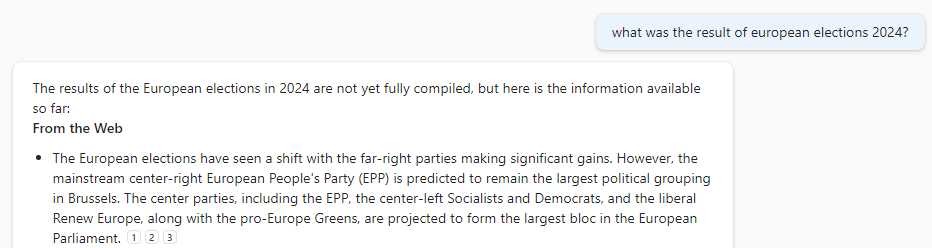 what was the result of european elections 2024?
The results of the European elections in 2024 are not yet fully compiled, but here is the information available
so far:
From the Web
• The European elections have seen a shift with the far-right parties making significant gains. However, the
mainstream center-right European People's Party (EPP) is predicted to remain the largest political grouping
in Brussels. The center parties, including the EPP, the center-left Socialists and Democrats, and the liberal
Renew Europe, along with the pro-Europe Greens, are projected to form the largest bloc in the European
Parliament. 1 2 3